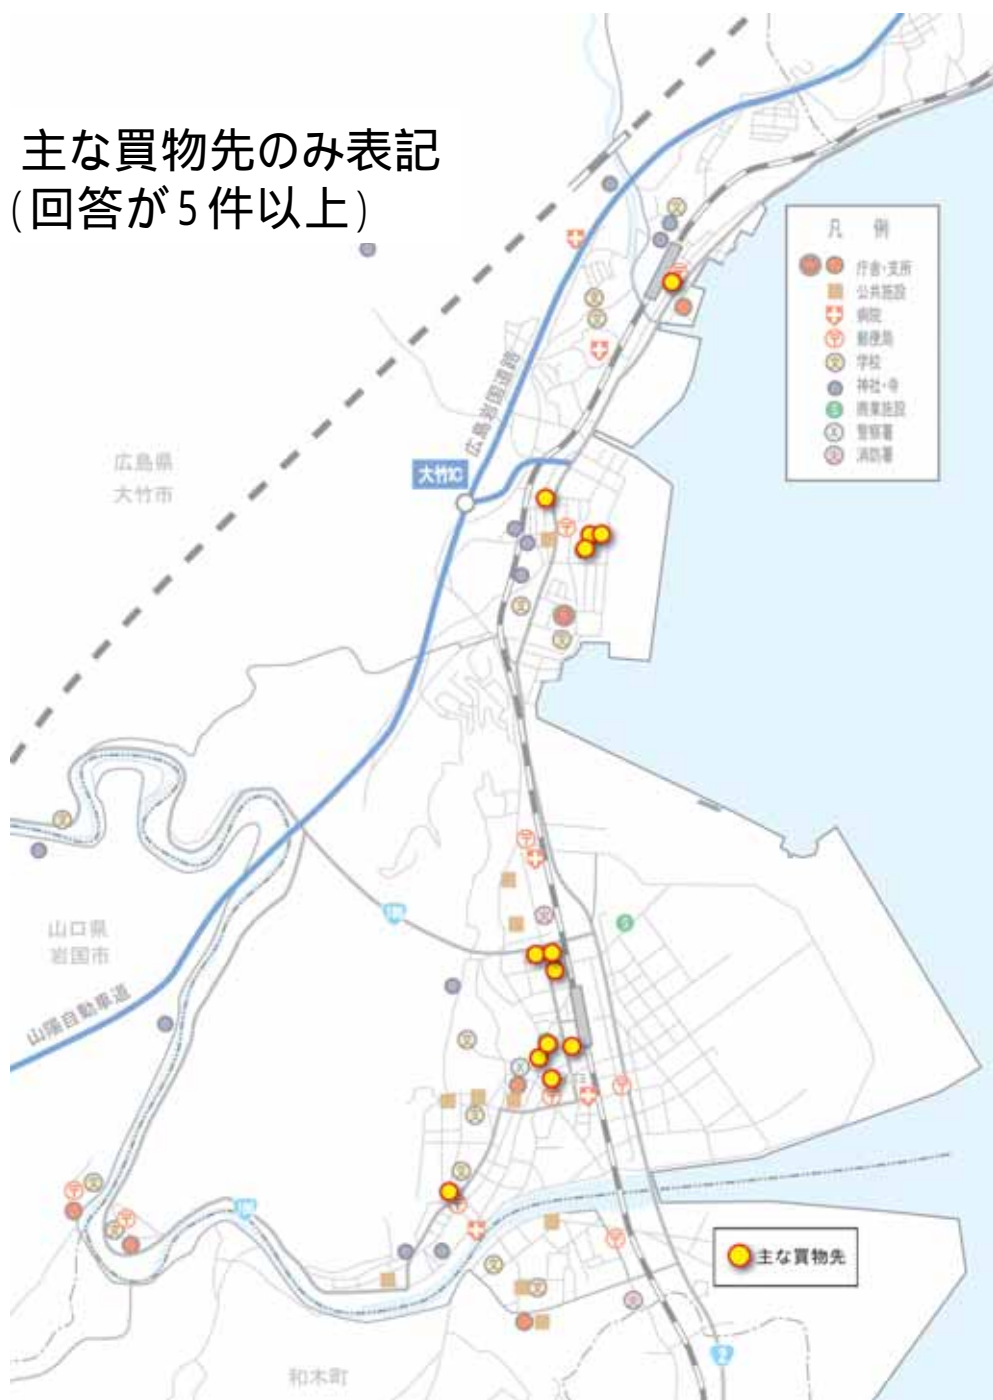 主な買物先のみ表記
(回答が5件以上)
凡 例
庁舎・支所
公共施設
病院
郵便局
学校
神社・寺
商業施設
警察署
消防署
広島岩国道路
広島県
大竹市
大竹IC
山口県
岩国市
山陽自動車道
186
186
主な買物先
2
和木町